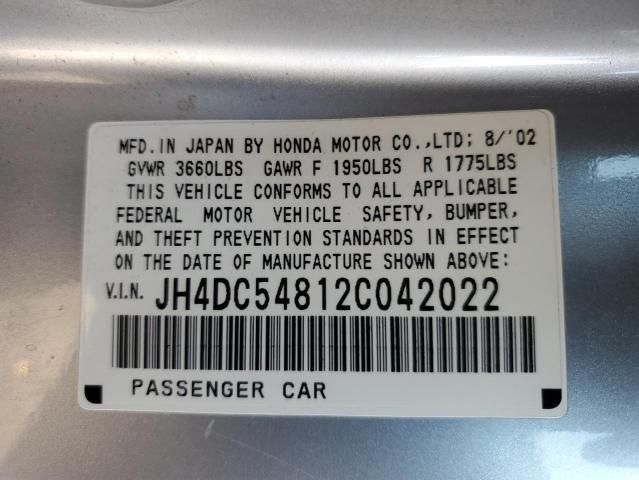 MFD. IN JAPAN BY HONDA MOTOR CO.,LTD; 8/'02
GVWR 3660LBS GAWR F 1950LBS R 1775LBS
THIS VEHICLE CONFORMS TO ALL APPLICABLE
FEDERAL MOTOR VEHICLE SAFETY, BUMPER,
AND THEFT PREVENTION STANDARDS IN EFFECT
ON THE DATE OF MANUFACTURE SHOWN ABOVE:
V.I.N. JH4DC54812C042022
PASSENGER CAR